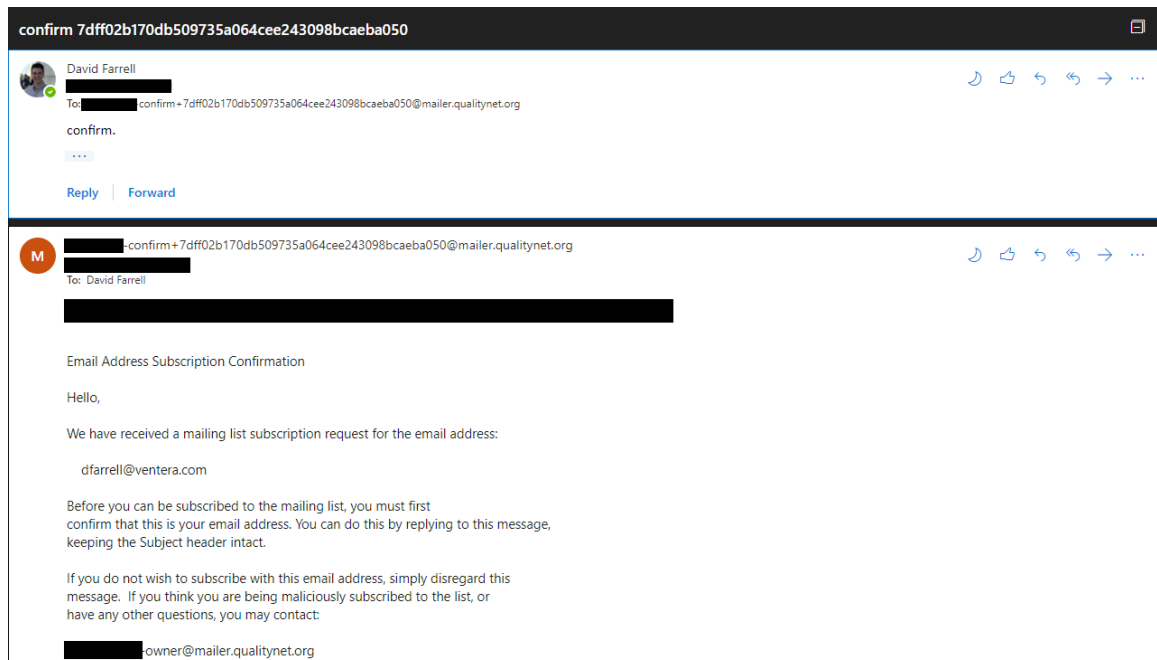 confirm 7dff02b170db509735a064cee243098bcaeba050
David Farrell
To: -confirm+7dff02b170db509735a064cee243098bcaeba050@mailer.qualitynet.org
confirm.
...
Reply Forward
-confirm+7dff02b170db509735a064cee243098bcaeba050@mailer.qualitynet.org
M
To: David Farrell
Email Address Subscription Confirmation
Hello,
We have received a mailing list subscription request for the email address:
dfarrell@ventera.com
Before you can be subscribed to the mailing list, you must first
confirm that this is your email address. You can do this by replying to this message,
keeping the Subject header intact.
If you do not wish to subscribe with this email address, simply disregard this
message. If you think you are being maliciously subscribed to the list, or
have any other questions, you may contact:
-owner@mailer.qualitynet.org